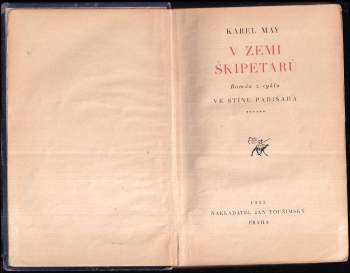 KAREL MAY
V ZEMI
ŠKIPETARŮ
Román z cyklu
VE STÍNU PADIŠAHA
NAKLADATEL JAN TOUŽIMSKÝ
PRAHA